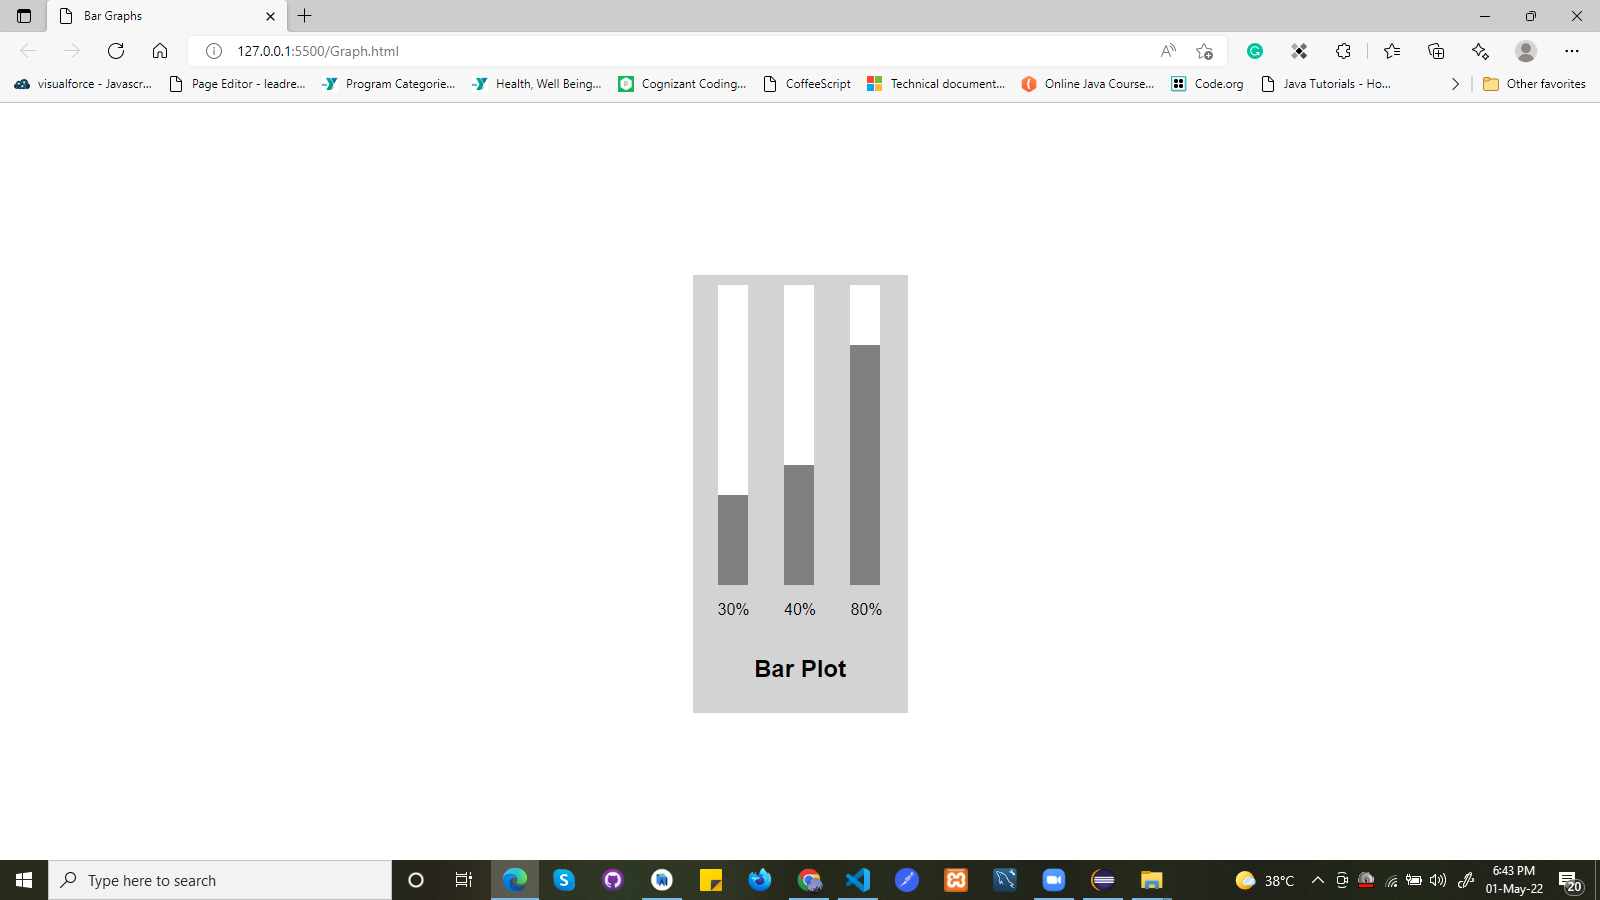 Bar Graphs
127.0.0.1:5500/Graph.html
visualforce - Javascr...
Page Editor - leadre...
Program Categorie...
Health, Well Being...
Cognizant Coding...
CoffeeScript
Technical document...
Online Java Course...
Code.org
Java Tutorials - Ho...
Other favorites
30% 40% 80%
Bar Plot
Type here to search
38°C
6:43 PM
01-May-22
20